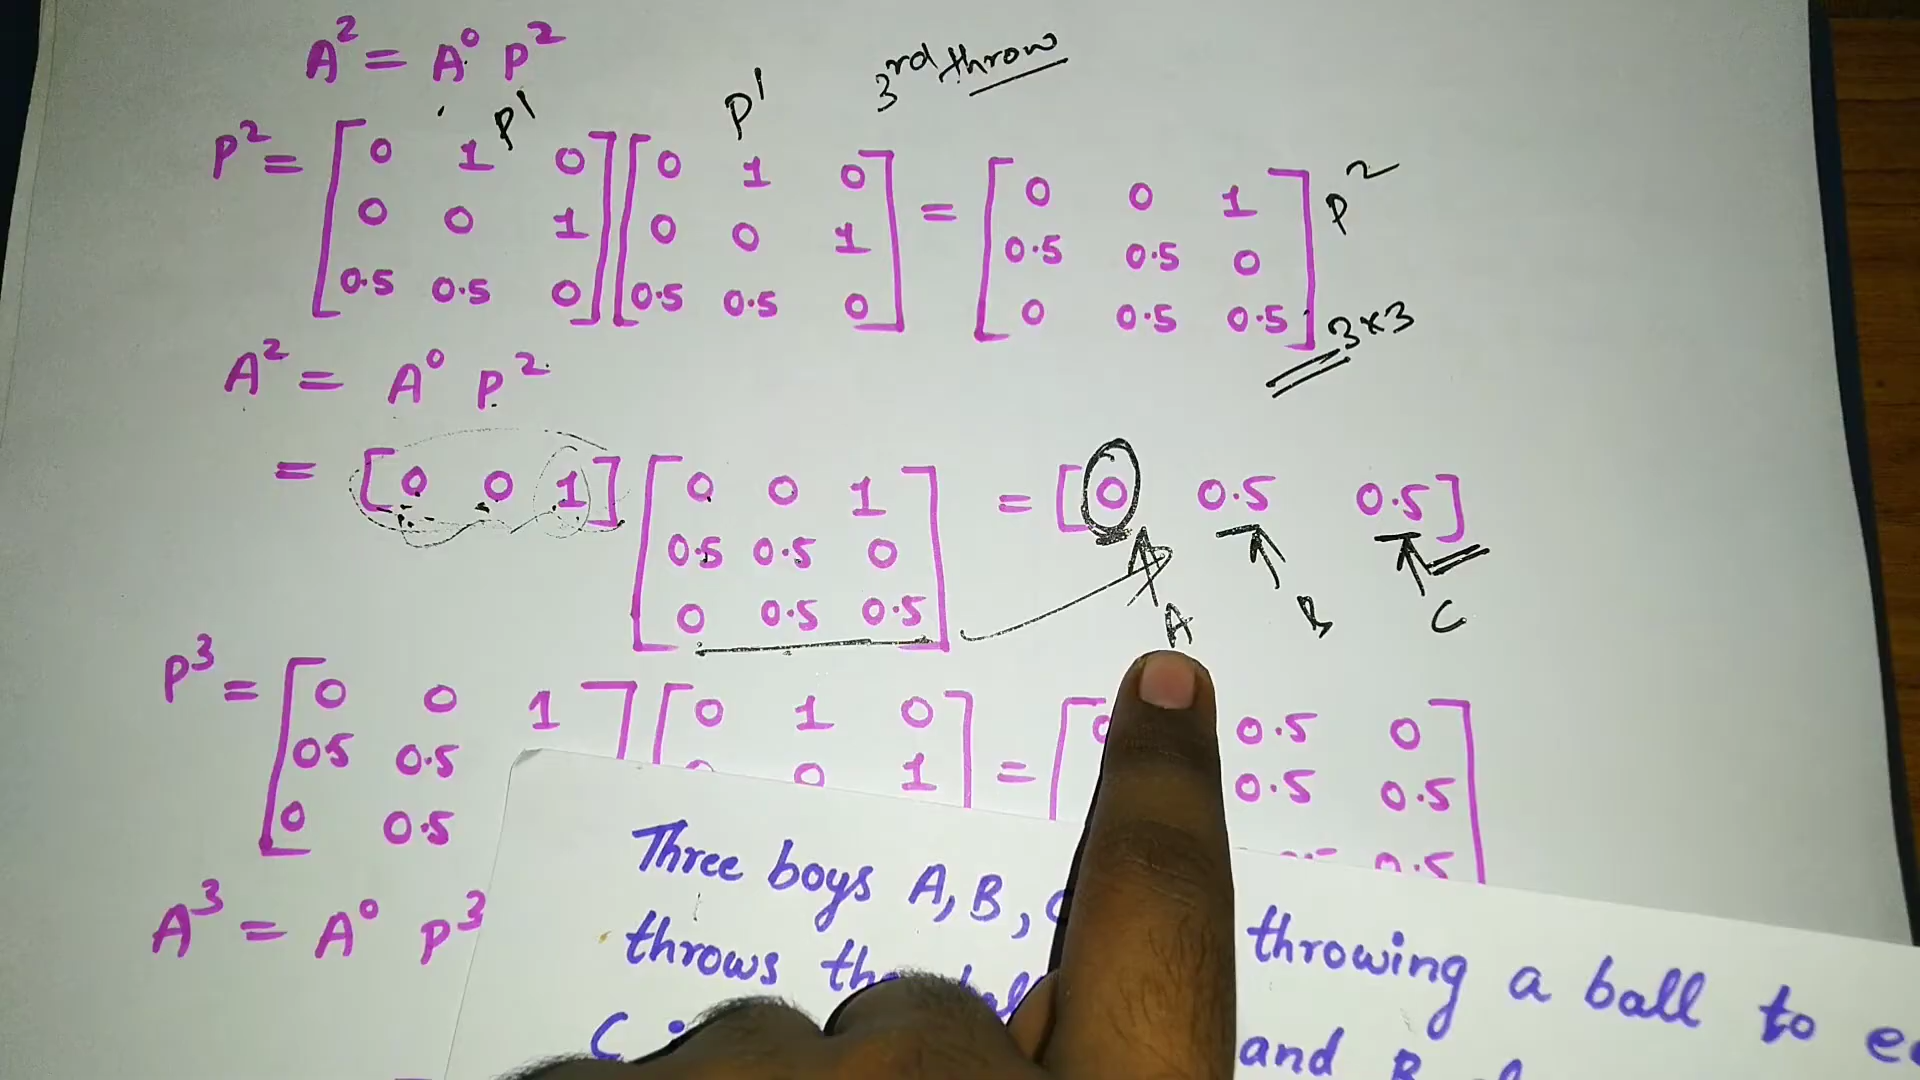 A² = A⁰ P²
3rd throw
P¹ P¹
P² = [0 1 0] [0 1 0] = [0 0 1] P²
[0 0 1] [0 0 1] [0.5 0.5 0]
[0.5 0.5 0] [0.5 0.5 0] [0 0.5 0.5] 3×3
A² = A⁰ P²
= [0 0 1] [0 0 1] = [0 0.5 0.5]
[0.5 0.5 0]
[0 0.5 0.5]
A B C
P³ = [0 0 1] [0 1 0] = 0.5 0
[05 0.5 0 1 0.5 0.5
[0 0.5 0.5
A³ = A⁰ P³
Three boys A, B, throwing a ball to
throws
C and B